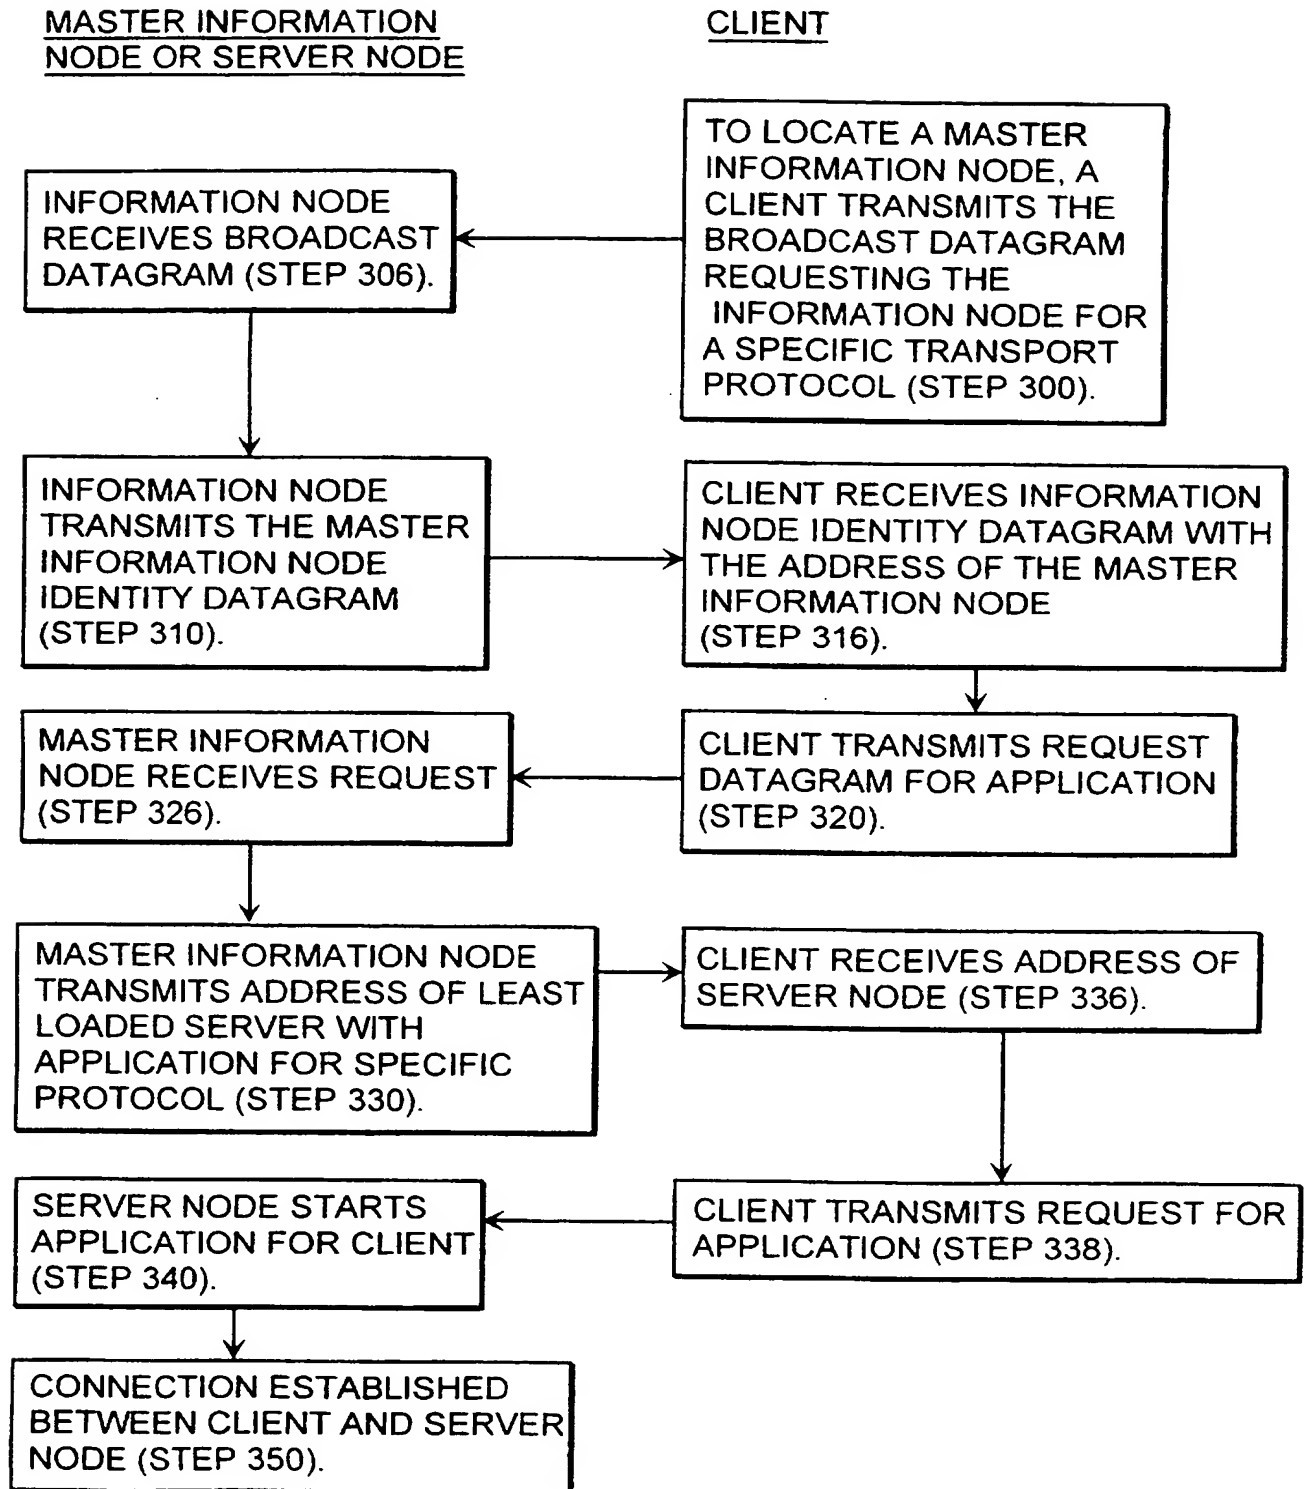 MASTER INFORMATION
NODE OR SERVER NODE
CLIENT
TO LOCATE A MASTER
INFORMATION NODE, A
CLIENT TRANSMITS THE
BROADCAST DATAGRAM
REQUESTING THE
INFORMATION NODE FOR
A SPECIFIC TRANSPORT
PROTOCOL (STEP 300).
INFORMATION NODE
RECEIVES BROADCAST
DATAGRAM (STEP 306).
INFORMATION NODE
TRANSMITS THE MASTER
INFORMATION NODE
IDENTITY DATAGRAM
(STEP 310).
CLIENT RECEIVES INFORMATION
NODE IDENTITY DATAGRAM WITH
THE ADDRESS OF THE MASTER
INFORMATION NODE
(STEP 316).
CLIENT TRANSMITS REQUEST
DATAGRAM FOR APPLICATION
(STEP 320).
MASTER INFORMATION
NODE RECEIVES REQUEST
(STEP 326).
MASTER INFORMATION NODE
TRANSMITS ADDRESS OF LEAST
LOADED SERVER WITH
APPLICATION FOR SPECIFIC
PROTOCOL (STEP 330).
CLIENT RECEIVES ADDRESS OF
SERVER NODE (STEP 336).
CLIENT TRANSMITS REQUEST FOR
APPLICATION (STEP 338).
SERVER NODE STARTS
APPLICATION FOR CLIENT
(STEP 340).
CONNECTION ESTABLISHED
BETWEEN CLIENT AND SERVER
NODE (STEP 350).